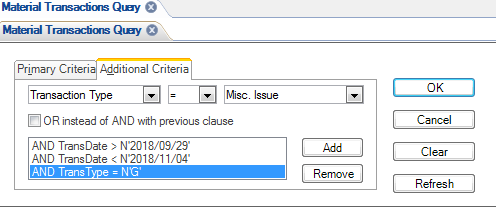 Material Transactions Query
Material Transactions Query
Primary Criteria Additional Criteria
Transaction Type = Misc. Issue
OR instead of AND with previous clause
AND TransDate > N'2018/09/29'
AND TransDate < N'2018/11/04'
AND TransType = N'G'
Add
Remove
OK
Cancel
Clear
Refresh